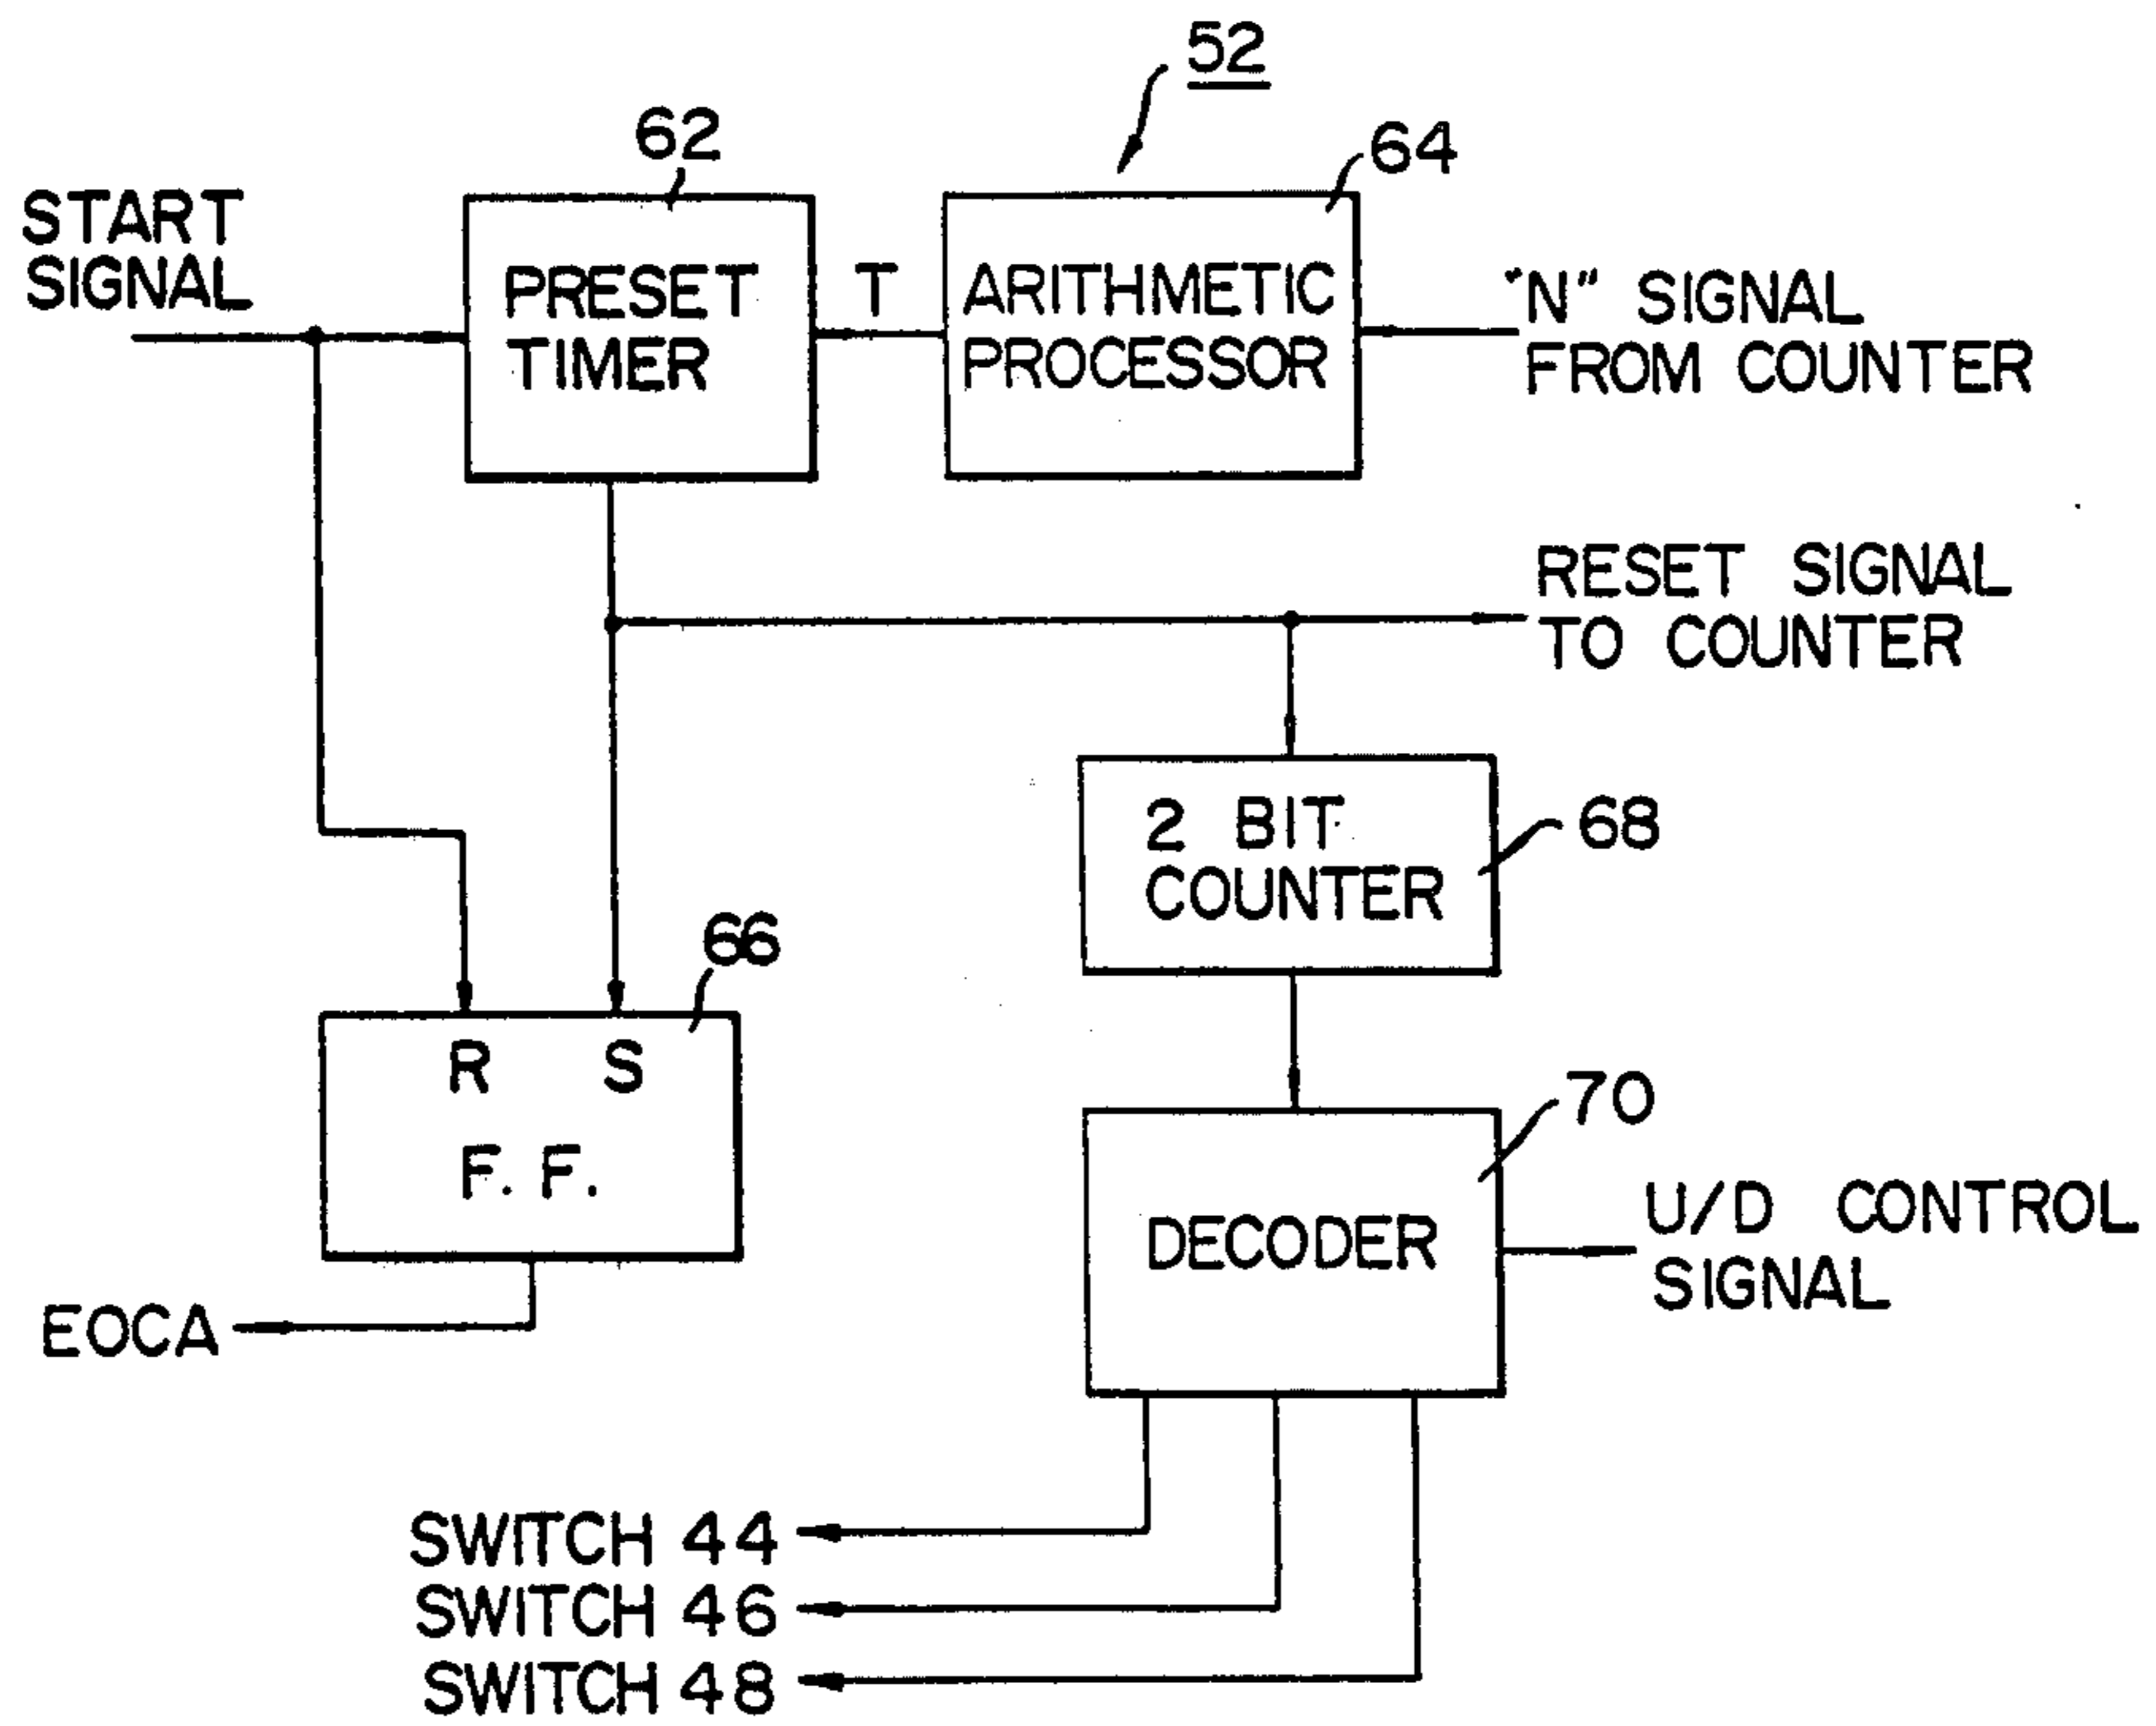 52
62
64
START
SIGNAL
PRESET
TIMER
T
ARITHMETIC
PROCESSOR
"N" SIGNAL
FROM COUNTER
RESET SIGNAL
TO COUNTER
2 BIT
COUNTER
68
66
R S
F. F.
70
DECODER
U/D CONTROL
SIGNAL
EOCA
SWITCH 44
SWITCH 46
SWITCH 48